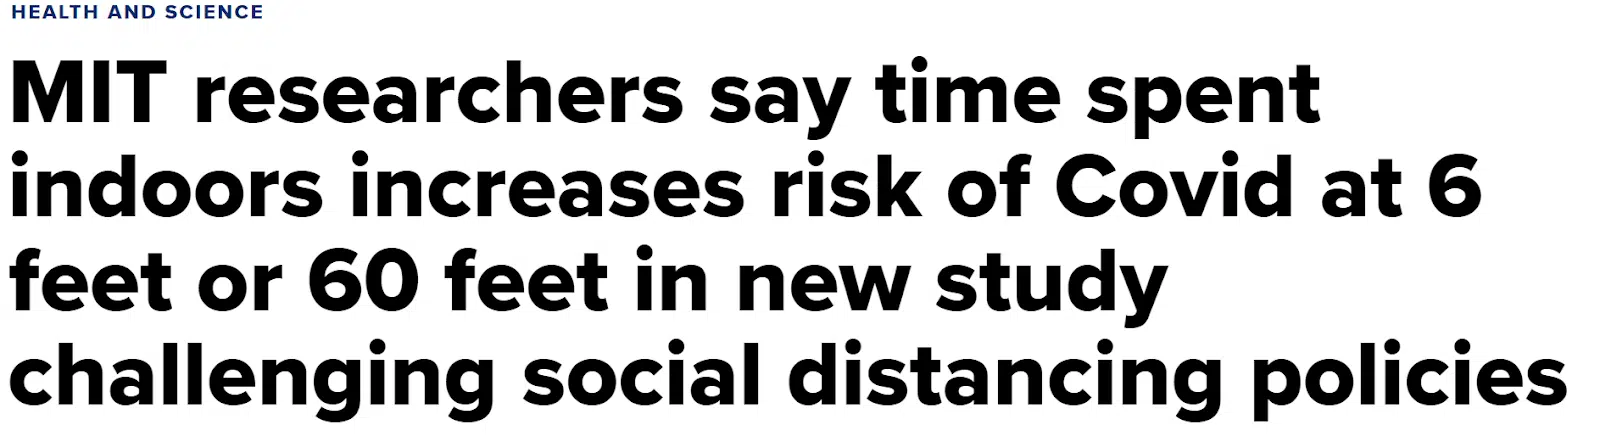 HEALTH AND SCIENCE
MIT researchers say time spent
indoors increases risk of Covid at 6
feet or 60 feet in new study
challenging social distancing policies